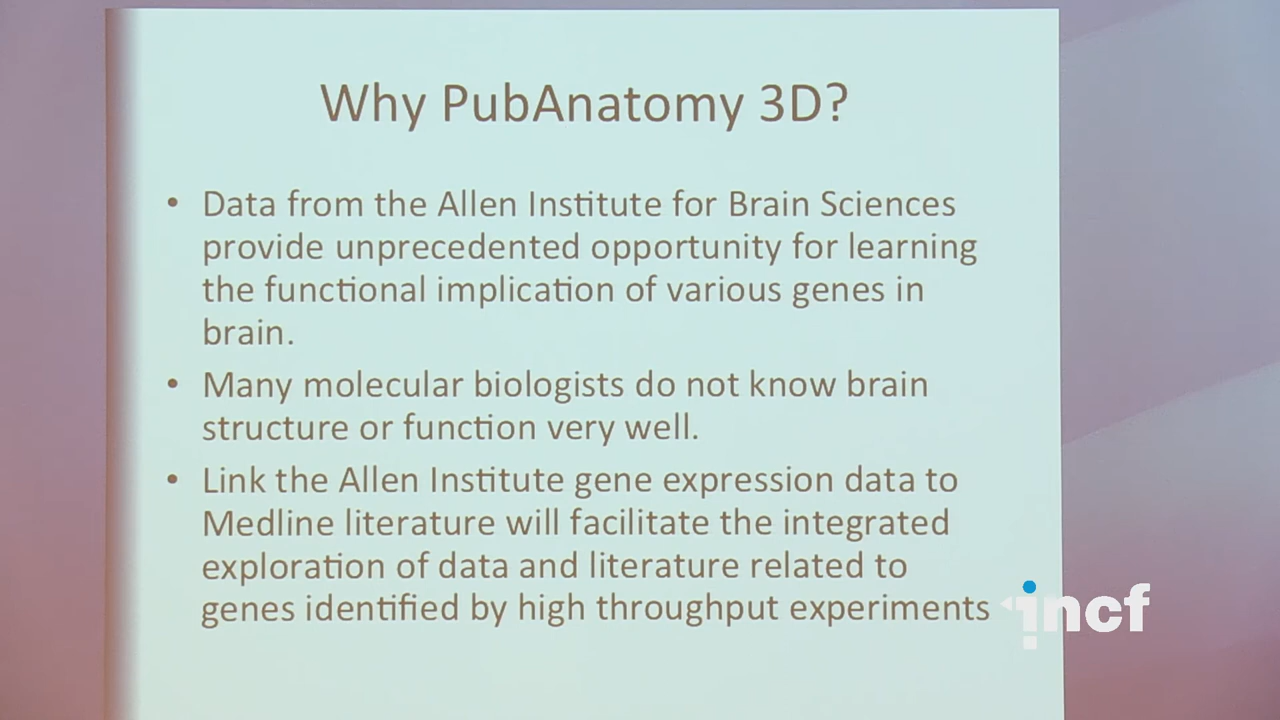 Why PubAnatomy 3D?
• Data from the Allen Institute for Brain Sciences
provide unprecedented opportunity for learning
the functional implication of various genes in
brain.
• Many molecular biologists do not know brain
structure or function very well.
• Link the Allen Institute gene expression data to
Medline literature will facilitate the integrated
exploration of data and literature related to
genes identified by high throughput experiments
incf